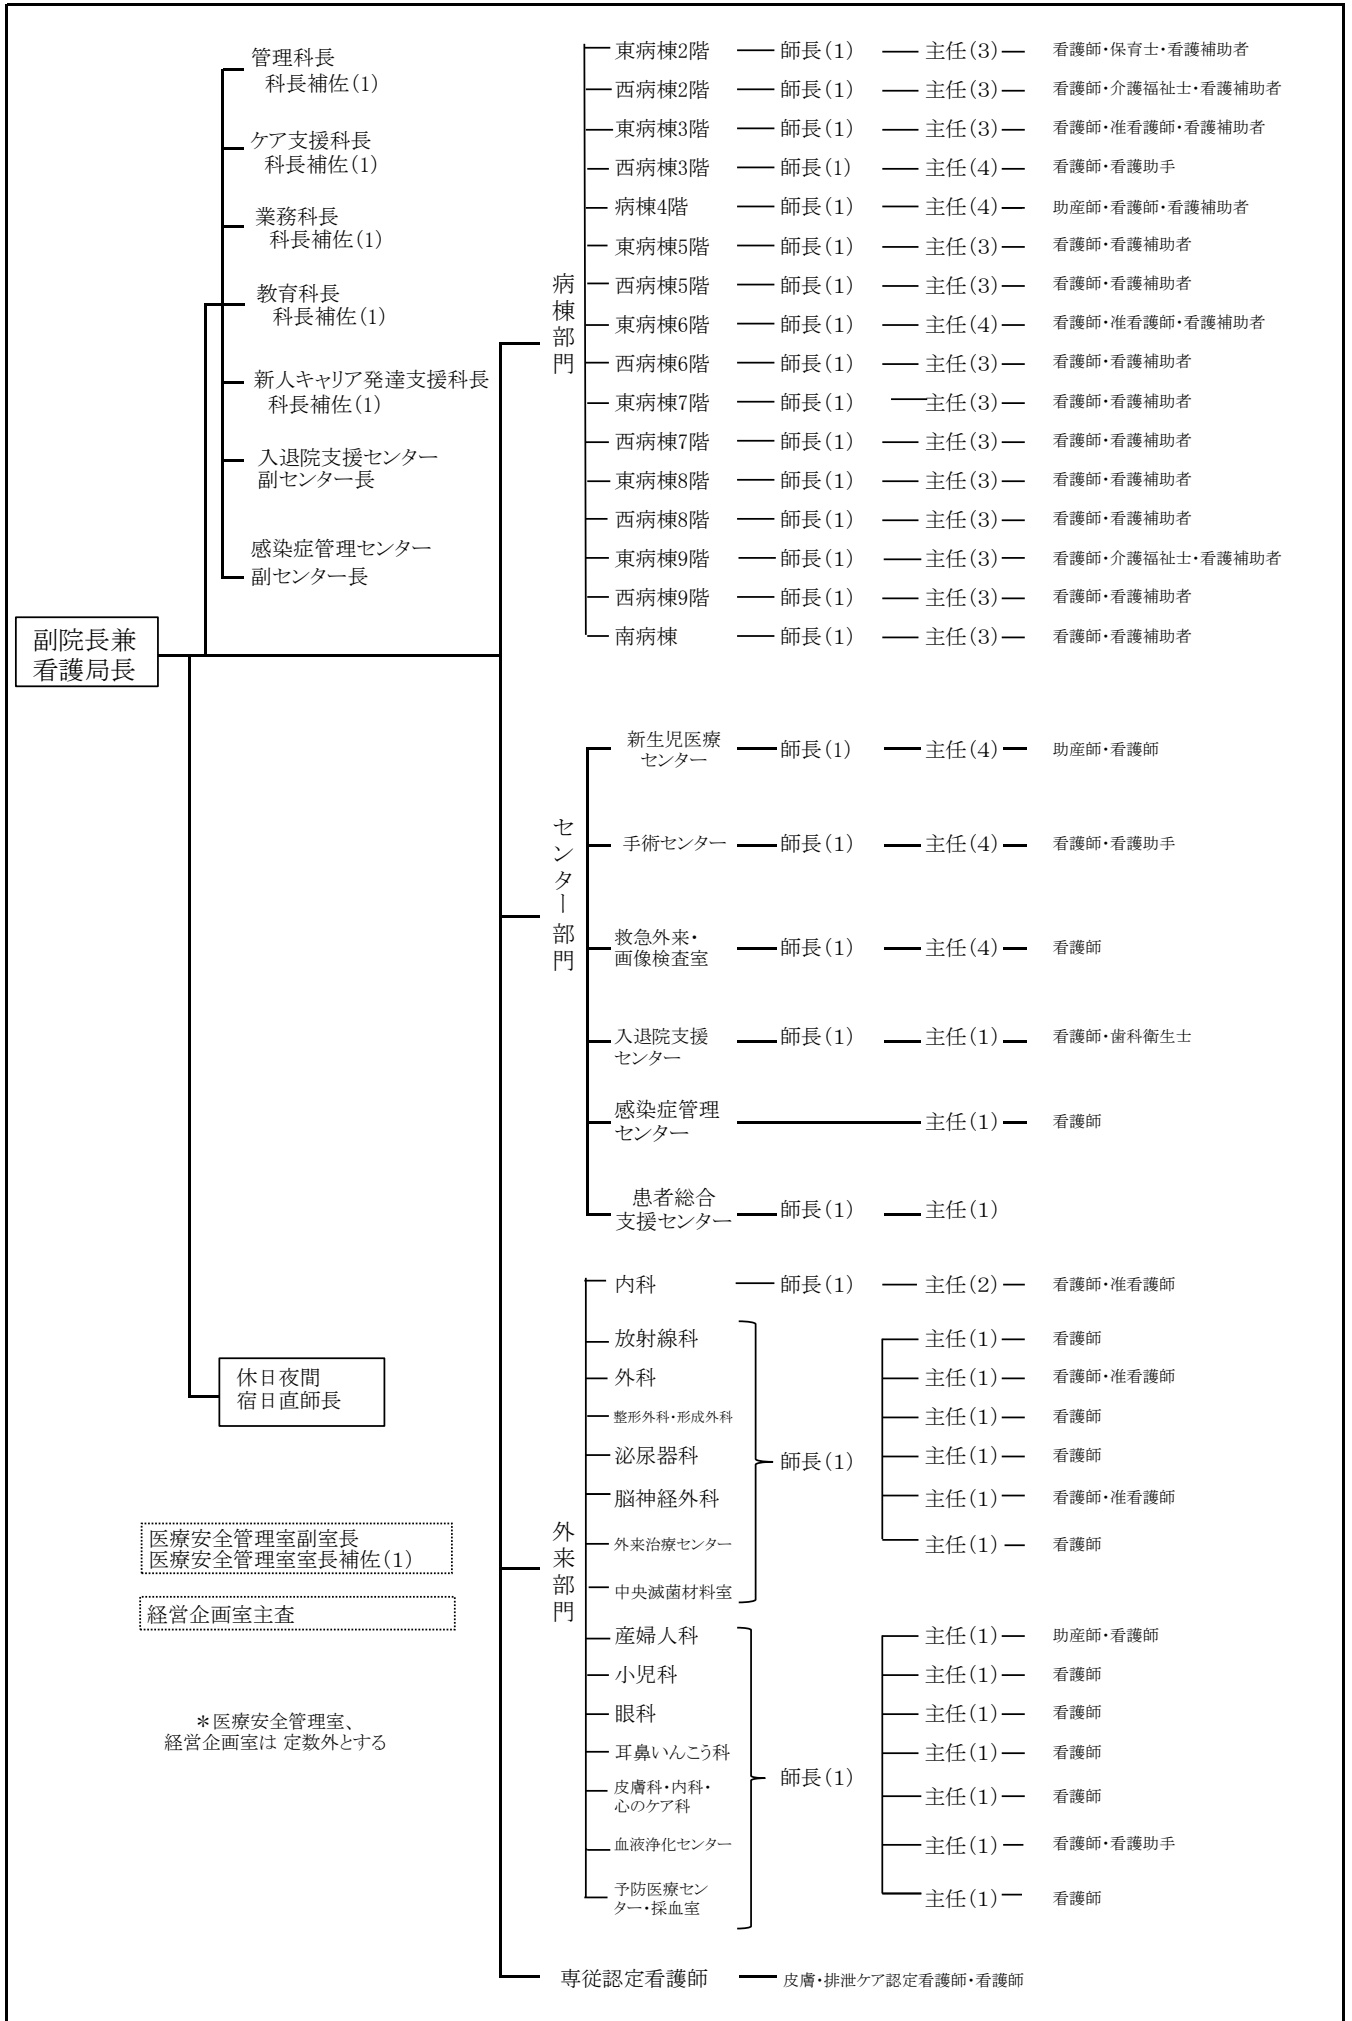 管理科長
科長補佐(1)
ケア支援科長
科長補佐(1)
業務科長
科長補佐(1)
教育科長
科長補佐(1)
新人キャリア発達支援科長
科長補佐(1)
入退院支援センター
副センター長
感染症管理センター
副センター長
副院長兼
看護局長
休日夜間
宿日直師長
医療安全管理室副室長
医療安全管理室室長補佐(1)
経営企画室主査
＊医療安全管理室、
経営企画室は 定数外とする
病棟部門
東病棟2階 師長(1) 主任(3) 看護師・保育士・看護補助者
西病棟2階 師長(1) 主任(3) 看護師・介護福祉士・看護補助者
東病棟3階 師長(1) 主任(3) 看護師・准看護師・看護補助者
西病棟3階 師長(1) 主任(4) 看護師・看護助手
病棟4階 師長(1) 主任(4) 助産師・看護師・看護補助者
東病棟5階 師長(1) 主任(3) 看護師・看護補助者
西病棟5階 師長(1) 主任(3) 看護師・看護補助者
東病棟6階 師長(1) 主任(4) 看護師・准看護師・看護補助者
西病棟6階 師長(1) 主任(3) 看護師・看護補助者
東病棟7階 師長(1) 主任(3) 看護師・看護補助者
西病棟7階 師長(1) 主任(3) 看護師・看護補助者
東病棟8階 師長(1) 主任(3) 看護師・看護補助者
西病棟8階 師長(1) 主任(3) 看護師・看護補助者
東病棟9階 師長(1) 主任(3) 看護師・介護福祉士・看護補助者
西病棟9階 師長(1) 主任(3) 看護師・看護補助者
南病棟 師長(1) 主任(3) 看護師・看護補助者
センター部門
新生児医療
センター 師長(1) 主任(4) 助産師・看護師
手術センター 師長(1) 主任(4) 看護師・看護助手
救急外来・
画像検査室 師長(1) 主任(4) 看護師
入退院支援
センター 師長(1) 主任(1) 看護師・歯科衛生士
感染症管理
センター 主任(1) 看護師
患者総合
支援センター 師長(1) 主任(1)
外来部門
内科 師長(1) 主任(2) 看護師・准看護師
放射線科 主任(1) 看護師
外科 主任(1) 看護師・准看護師
整形外科・形成外科 主任(1) 看護師
泌尿器科 主任(1) 看護師
師長(1)
脳神経外科 主任(1) 看護師・准看護師
外来治療センター 主任(1) 看護師
中央滅菌材料室
産婦人科 主任(1) 助産師・看護師
小児科 主任(1) 看護師
眼科 主任(1) 看護師
耳鼻いんこう科 主任(1) 看護師
師長(1)
皮膚科・内科・
心のケア科 主任(1) 看護師
血液浄化センター 主任(1) 看護師・看護助手
予防医療セン
ター・採血室 主任(1) 看護師
専従認定看護師 皮膚・排泄ケア認定看護師・看護師